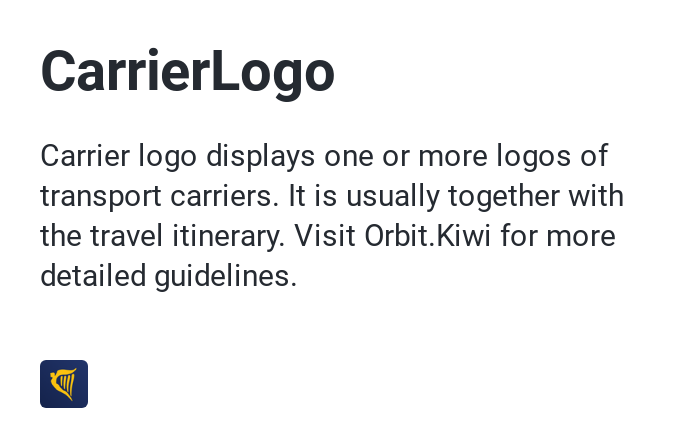 CarrierLogo
Carrier logo displays one or more logos of
transport carriers. It is usually together with
the travel itinerary. Visit Orbit.Kiwi for more
detailed guidelines.